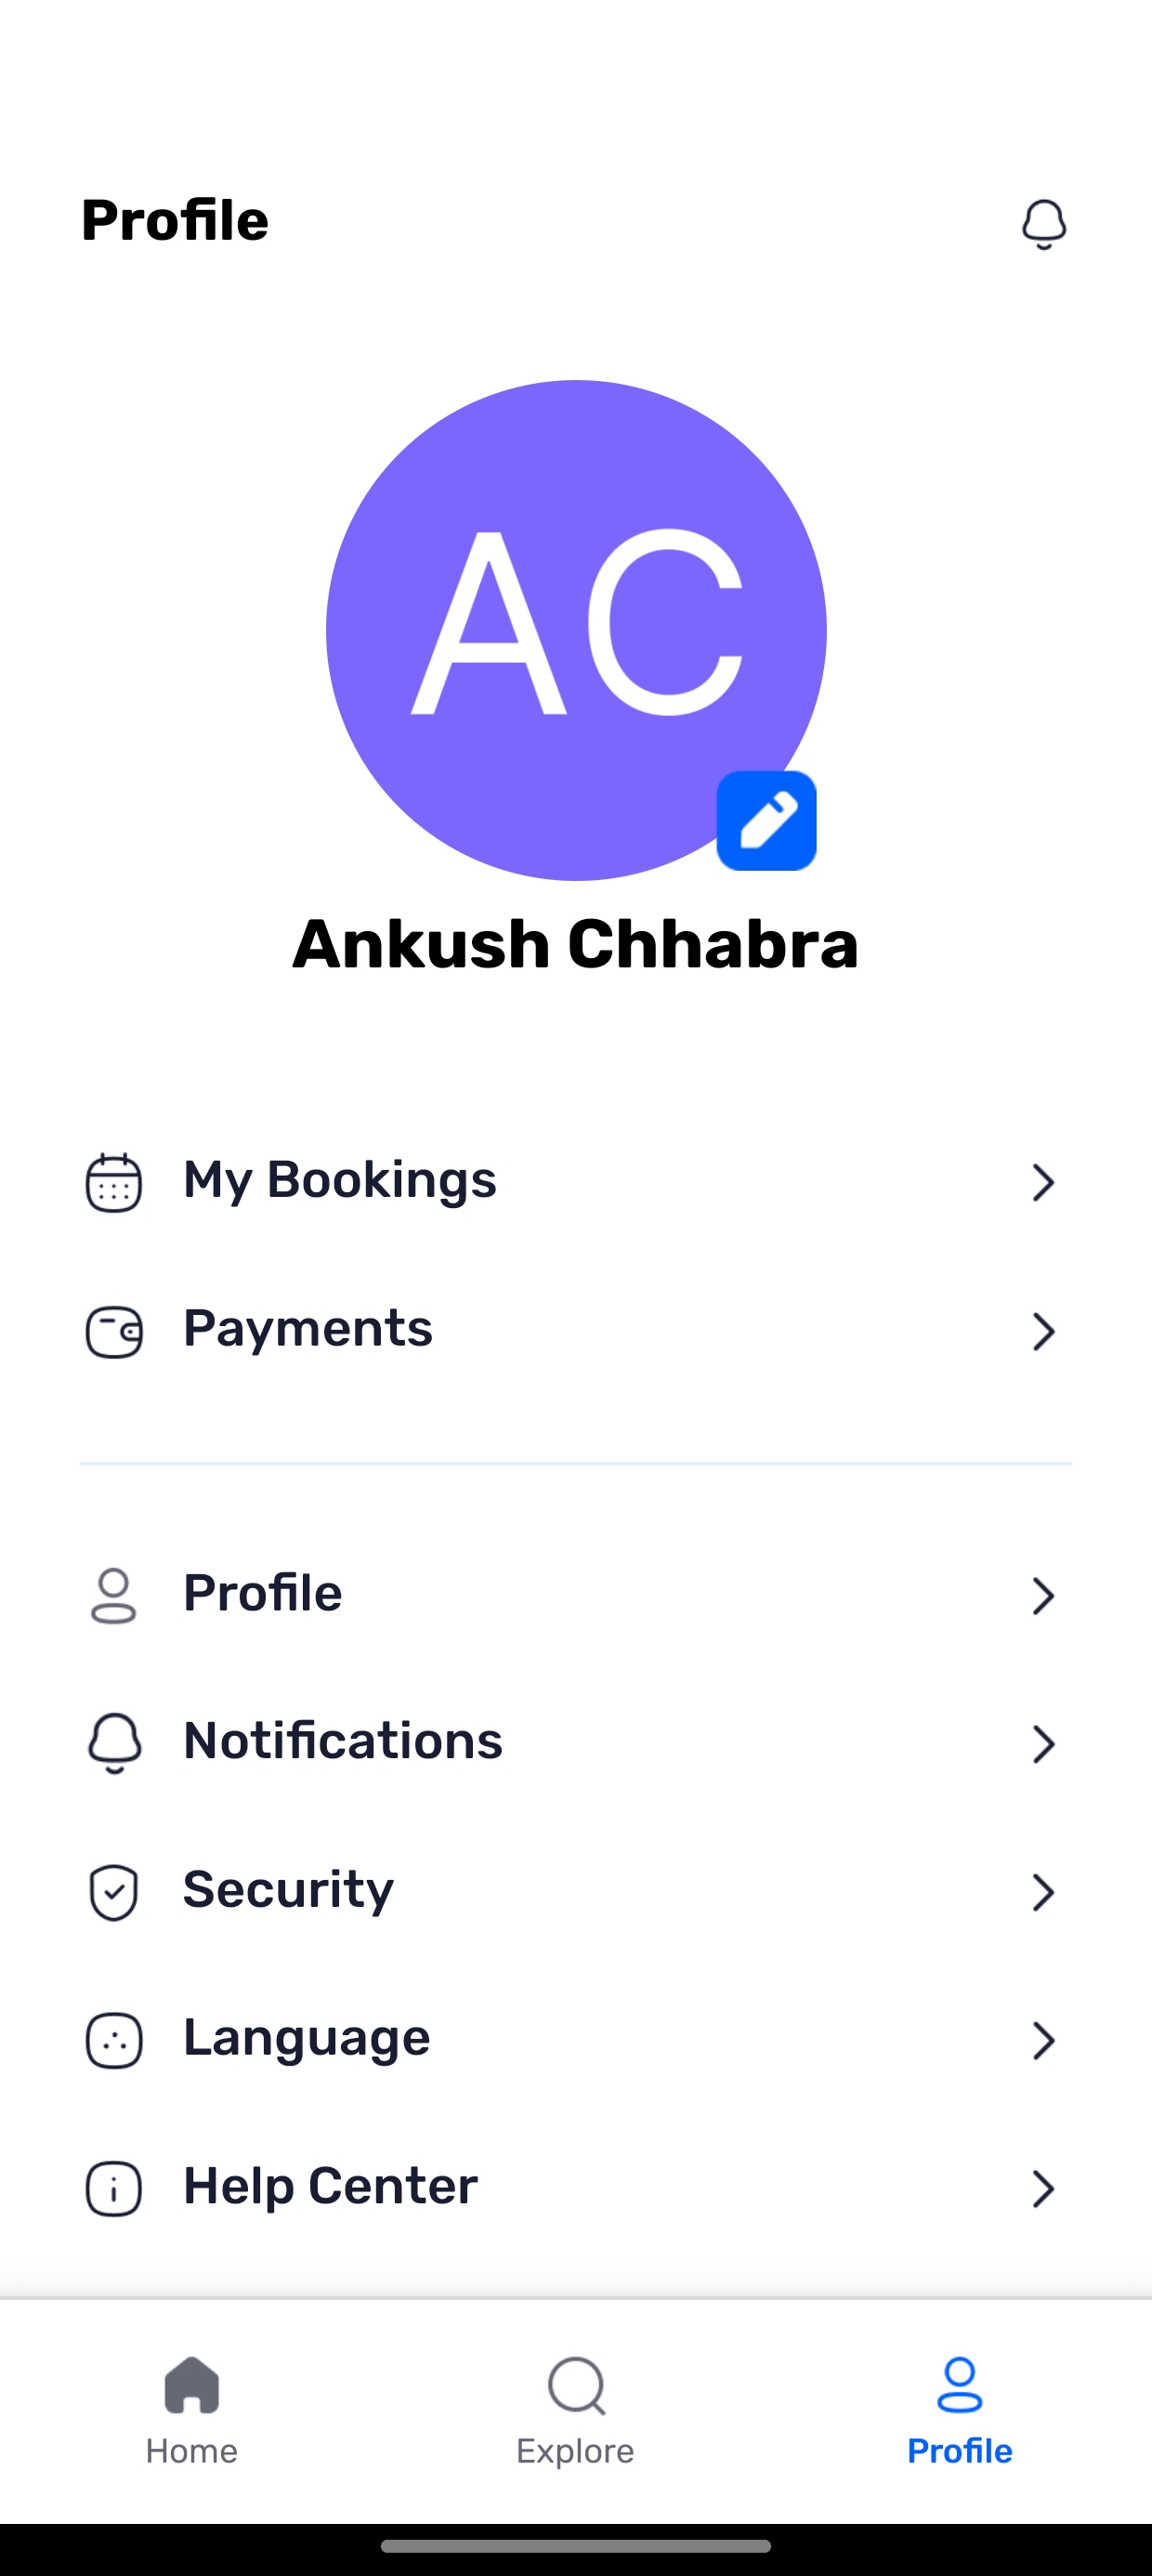 Profile
AC
Ankush Chhabra
My Bookings
Payments
Profile
Notifications
Security
Language
Help Center
Home
Explore
Profile